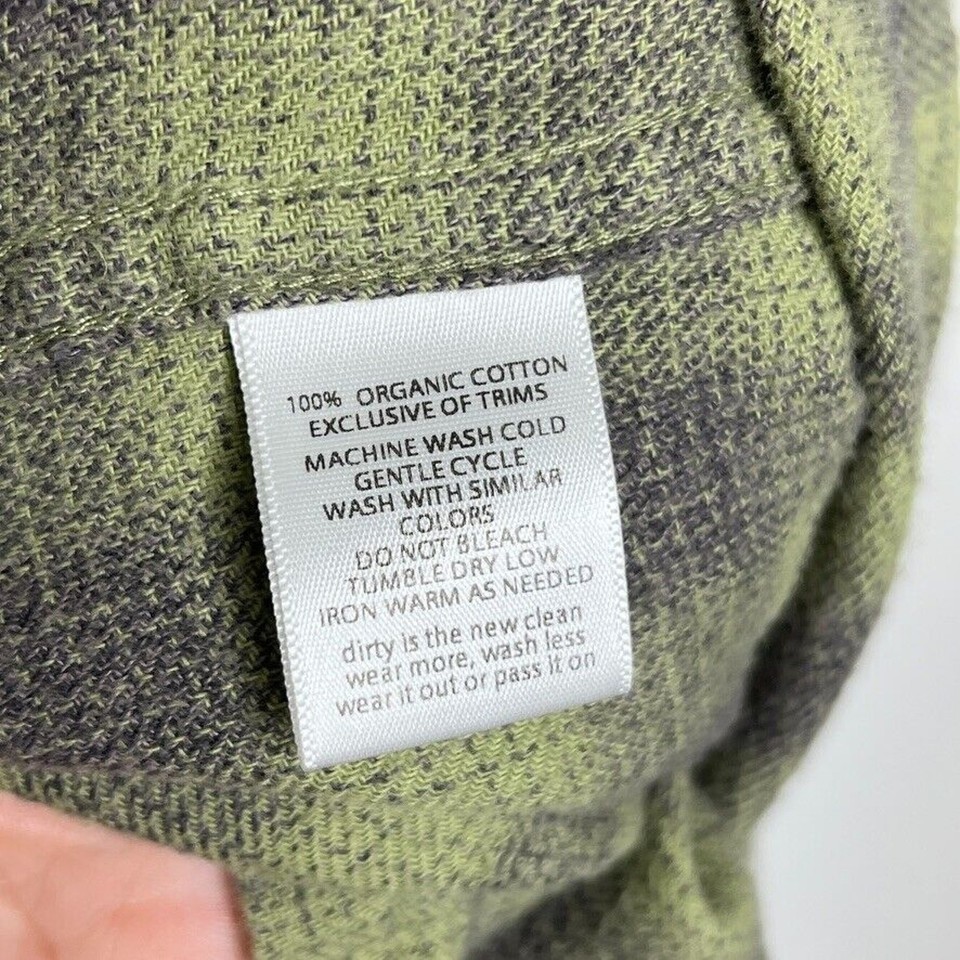 100% ORGANIC COTTON
EXCLUSIVE OF TRIMS
MACHINE WASH COLD
GENTLE CYCLE
WASH WITH SIMILAR
COLORS
DO NOT BLEACH
TUMBLE DRY LOW
IRON WARM AS NEEDED
dirty is the new clean
wear more, wash less
wear it out or pass it on